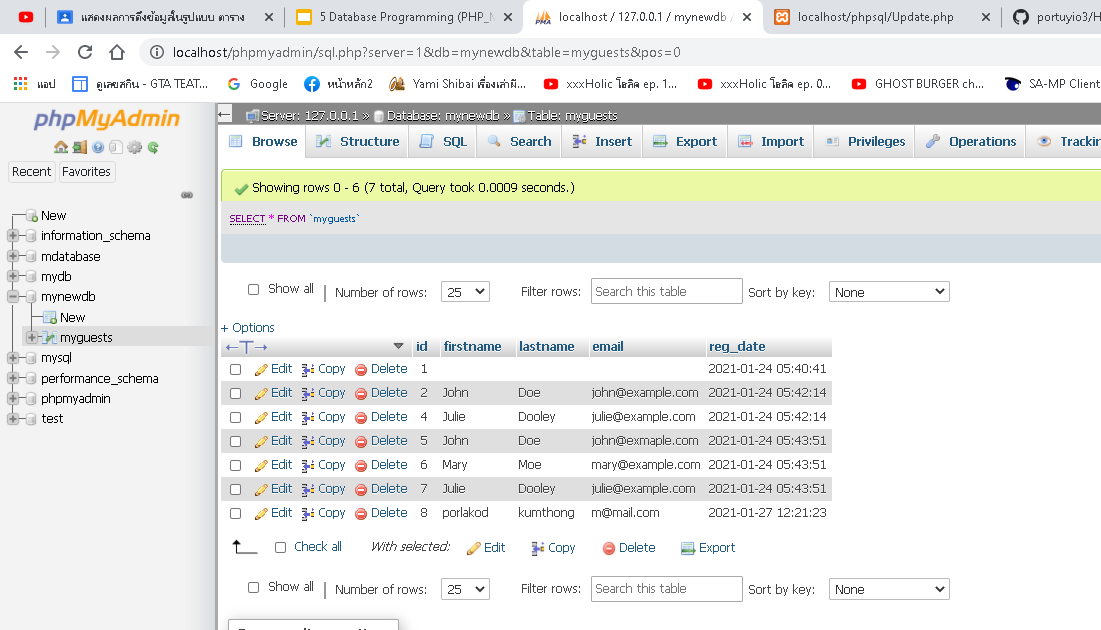 แสดงผลการดึงข้อมูลในรูปแบบ ตาราง
5 Database Programming (PHP_M
localhost / 127.0.0.1 / mynewdb /
localhost/phpsql/Update.php
portuyio3/H
localhost/phpmyadmin/sql.php?server=1&db=mynewdb&table=myguests&pos=0
แอป
ดูเลขสกิน - GTA TEAT...
Google
หน้าหลัก2
Yami Shibai เรื่องเล่าผี...
xxxHolic โฮลิค ep. 1...
xxxHolic โฮลิค ep. 0...
GHOST BURGER ch...
SA-MP Client
phpMyAdmin
Recent
Favorites
New
information_schema
mdatabase
mydb
mynewdb
New
myguests
mysql
performance_schema
phpmyadmin
test
Server: 127.0.0.1 » Database: mynewdb » Table: myguests
Browse Structure SQL Search Insert Export Import Privileges Operations Trackin
Showing rows 0 - 6 (7 total, Query took 0.0009 seconds.)
SELECT * FROM `myguests`
Show all | Number of rows: 25 Filter rows: Search this table Sort by key: None
+ Options
←T→ id firstname lastname email reg_date
Edit Copy Delete 1 2021-01-24 05:40:41
Edit Copy Delete 2 John Doe john@example.com 2021-01-24 05:42:14
Edit Copy Delete 4 Julie Dooley julie@example.com 2021-01-24 05:42:14
Edit Copy Delete 5 John Doe john@exmaple.com 2021-01-24 05:43:51
Edit Copy Delete 6 Mary Moe mary@example.com 2021-01-24 05:43:51
Edit Copy Delete 7 Julie Dooley julie@example.com 2021-01-24 05:43:51
Edit Copy Delete 8 porlakod kumthong m@mail.com 2021-01-27 12:21:23
Check all With selected: Edit Copy Delete Export
Show all | Number of rows: 25 Filter rows: Search this table Sort by key: None